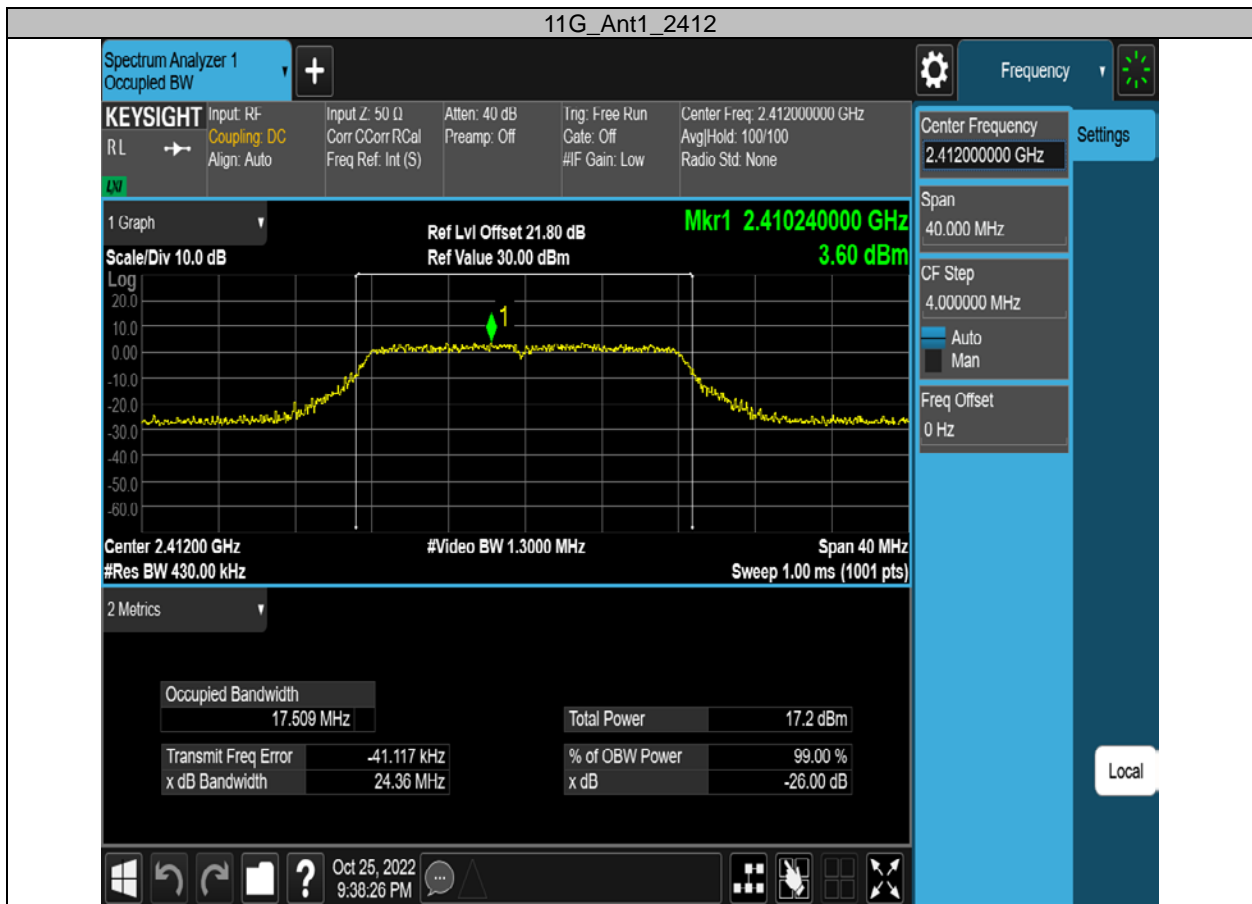 11G_Ant1_2412
Spectrum Analyzer 1
Occupied BW
Frequency
KEYSIGHT
RL
LXI
Input: RF
Coupling: DC
Align: Auto
Input Z: 50 Ω
Corr CCorr RCal
Freq Ref: Int (S)
Atten: 40 dB
Preamp: Off
Trig: Free Run
Gate: Off
#IF Gain: Low
Center Freq: 2.412000000 GHz
Avg|Hold: 100/100
Radio Std: None
Center Frequency
2.412000000 GHz
Settings
Span
40.000 MHz
CF Step
4.000000 MHz
Auto
Man
Freq Offset
0 Hz
Local
1 Graph
Scale/Div 10.0 dB
Ref Lvl Offset 21.80 dB
Ref Value 30.00 dBm
Mkr1 2.410240000 GHz
3.60 dBm
Log
20.0
10.0
0.00
-10.0
-20.0
-30.0
-40.0
-50.0
-60.0
1
Center 2.41200 GHz
#Video BW 1.3000 MHz
Span 40 MHz
#Res BW 430.00 kHz
Sweep 1.00 ms (1001 pts)
2 Metrics
Occupied Bandwidth
17.509 MHz
Total Power 17.2 dBm
Transmit Freq Error -41.117 kHz
% of OBW Power 99.00 %
x dB Bandwidth 24.36 MHz
x dB -26.00 dB
?
Oct 25, 2022
9:38:26 PM